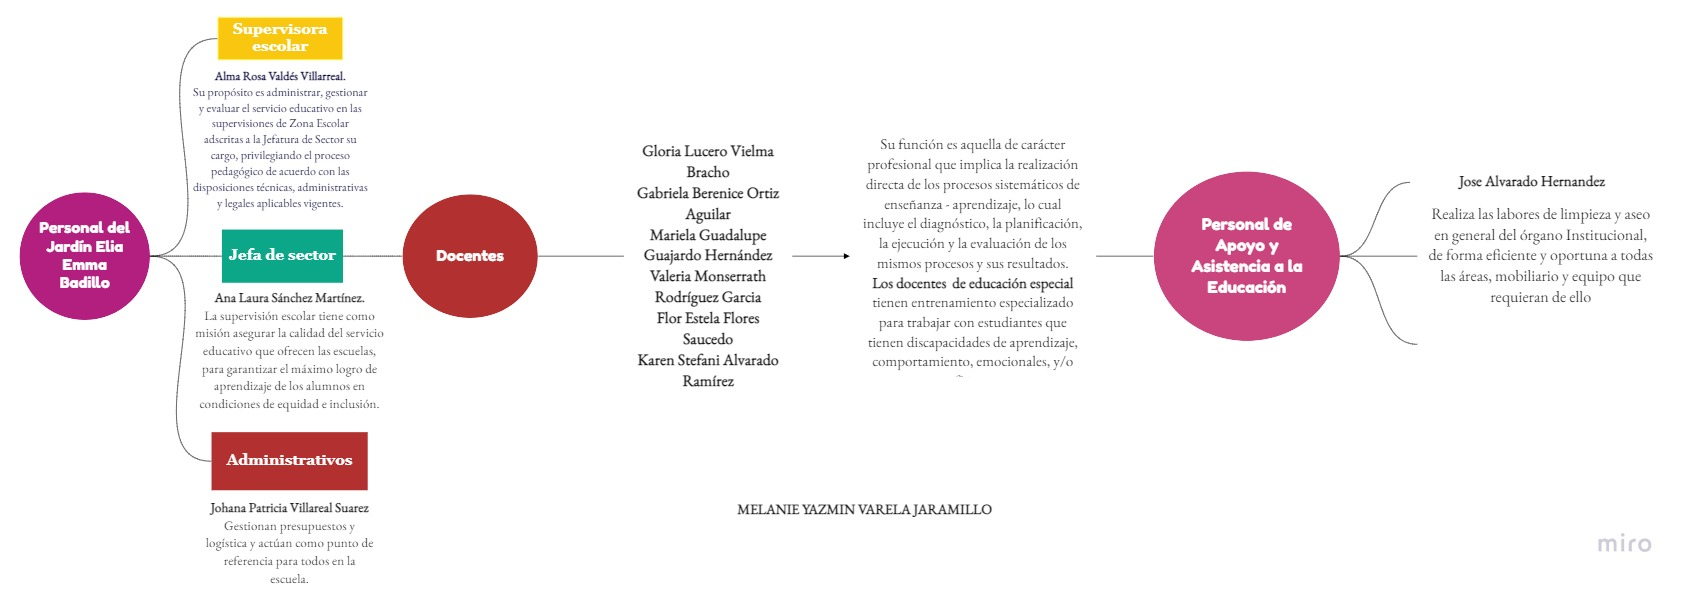 Personal del
Jardín Elia
Emma
Badillo
Supervisora
escolar
Alma Rosa Valdés Villarreal.
Su propósito es administrar, gestionar
y evaluar el servicio educativo en las
supervisiones de Zona Escolar
adscritas a la Jefatura de Sector su
cargo, privilegiando el proceso
pedagógico de acuerdo con las
disposiciones técnicas, administrativas
y legales aplicables vigentes.
Jefa de sector
Ana Laura Sánchez Martínez.
La supervisión escolar tiene como
misión asegurar la calidad del servicio
educativo que ofrecen las escuelas,
para garantizar el máximo logro de
aprendizaje de los alumnos en
condiciones de equidad e inclusión.
Administrativos
Johana Patricia Villareal Suarez
Gestionan presupuestos y
logística y actúan como punto de
referencia para todos en la
escuela.
Docentes
Gloria Lucero Vielma
Bracho
Gabriela Berenice Ortiz
Aguilar
Mariela Guadalupe
Guajardo Hernández
Valeria Monserrath
Rodríguez Garcia
Flor Estela Flores
Saucedo
Karen Stefani Alvarado
Ramírez
Su función es aquella de carácter
profesional que implica la realización
directa de los procesos sistemáticos de
enseñanza - aprendizaje, lo cual
incluye el diagnóstico, la planificación,
la ejecución y la evaluación de los
mismos procesos y sus resultados.
Los docentes de educación especial
tienen entrenamiento especializado
para trabajar con estudiantes que
tienen discapacidades de aprendizaje,
comportamiento, emocionales, y/o
Personal de
Apoyo y
Asistencia a la
Educación
Jose Alvarado Hernandez
Realiza las labores de limpieza y aseo
en general del órgano Institucional,
de forma eficiente y oportuna a todas
las áreas, mobiliario y equipo que
requieran de ello
MELANIE YAZMIN VARELA JARAMILLO
miro